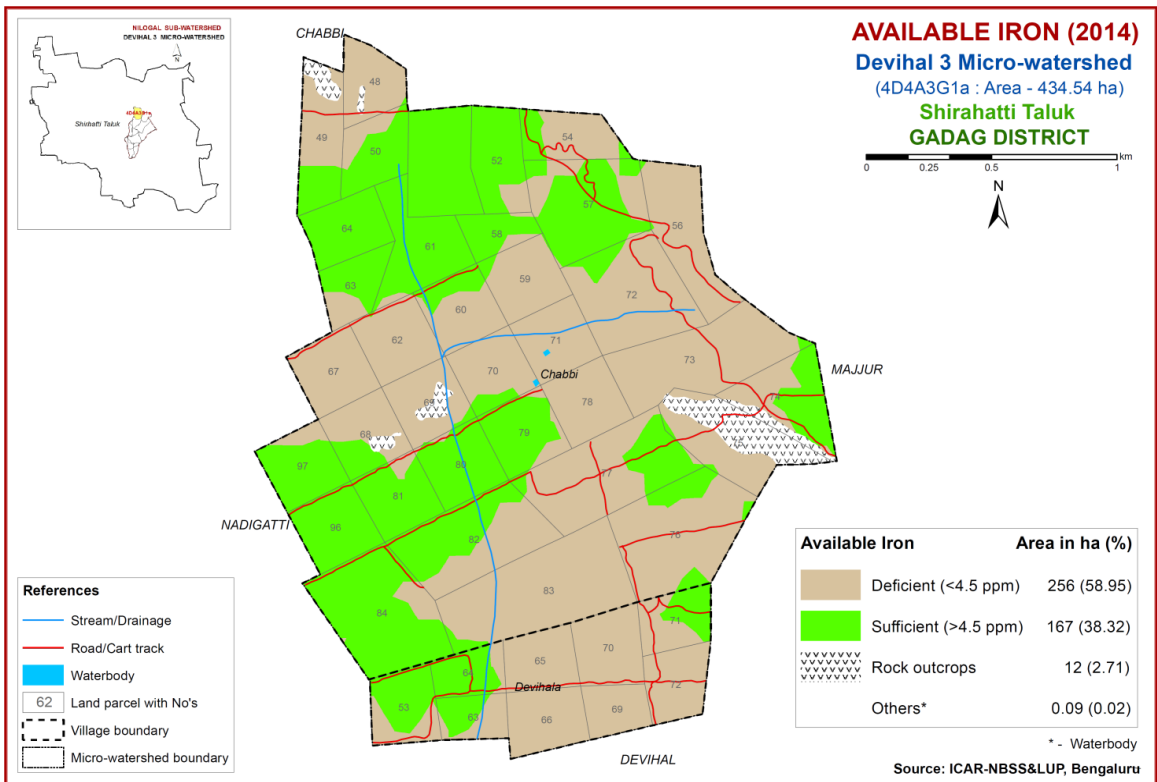 NILOGAL SUB-WATERSHED
DEVIHAL 3 MICRO-WATERSHED
N
4D4A3G1a
Shirhatti Taluk
AVAILABLE IRON (2014)
Devihal 3 Micro-watershed
(4D4A3G1a : Area - 434.54 ha)
Shirahatti Taluk
GADAG DISTRICT
km
0 0.25 0.5 1
N
CHABBI
48
49
50
52
54
57
56
64
61
58
63
59
60
72
62
71
67
70
73
Chabbi
MAJJUR
69
78
74
68
79
75
97
80
77
81
NADIGATTI
96
82
76
83
84
71
70
65
64
Devihala
72
53
63
66
69
DEVIHAL
References
Stream/Drainage
Road/Cart track
Waterbody
62 Land parcel with No's
Village boundary
Micro-watershed boundary
Available Iron Area in ha (%)
Deficient (<4.5 ppm) 256 (58.95)
Sufficient (>4.5 ppm) 167 (38.32)
Rock outcrops 12 (2.71)
Others* 0.09 (0.02)
* - Waterbody
Source: ICAR-NBSS&LUP, Bengaluru